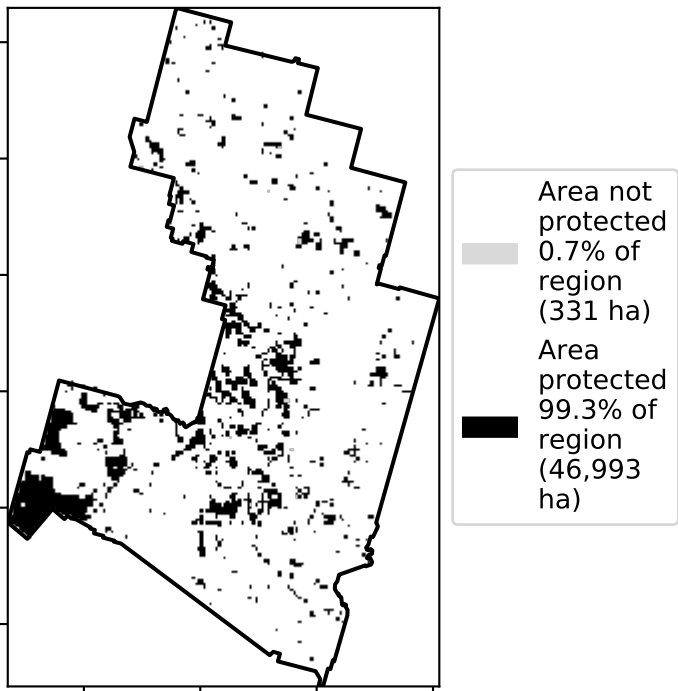 Area not
protected
0.7% of
region
(331 ha)
Area
protected
99.3% of
region
(46,993
ha)